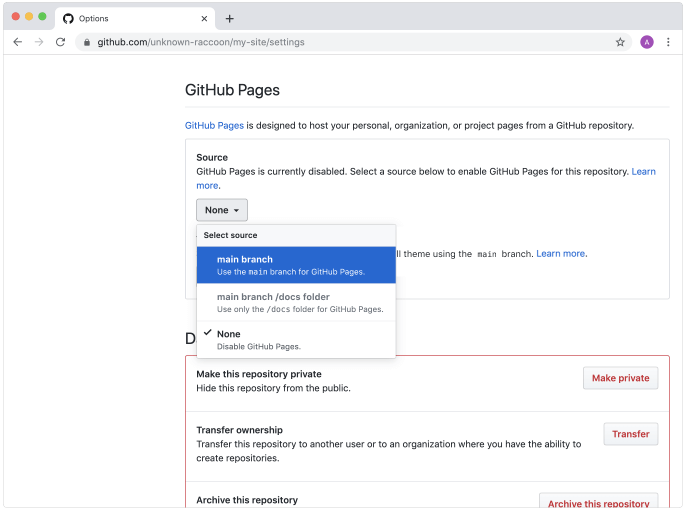 Options
github.com/unknown-raccoon/my-site/settings
A
GitHub Pages
GitHub Pages is designed to host your personal, organization, or project pages from a GitHub repository.
Source
GitHub Pages is currently disabled. Select a source below to enable GitHub Pages for this repository. Learn
more.
None
Select source
ll theme using the main branch. Learn more.
main branch
Use the main branch for GitHub Pages.
main branch /docs folder
Use only the /docs folder for GitHub Pages.
None
Disable GitHub Pages.
D
Make this repository private
Hide this repository from the public.
Make private
Transfer ownership
Transfer this repository to another user or to an organization where you have the ability to
create repositories.
Transfer
Archive this repository
Archive this repository